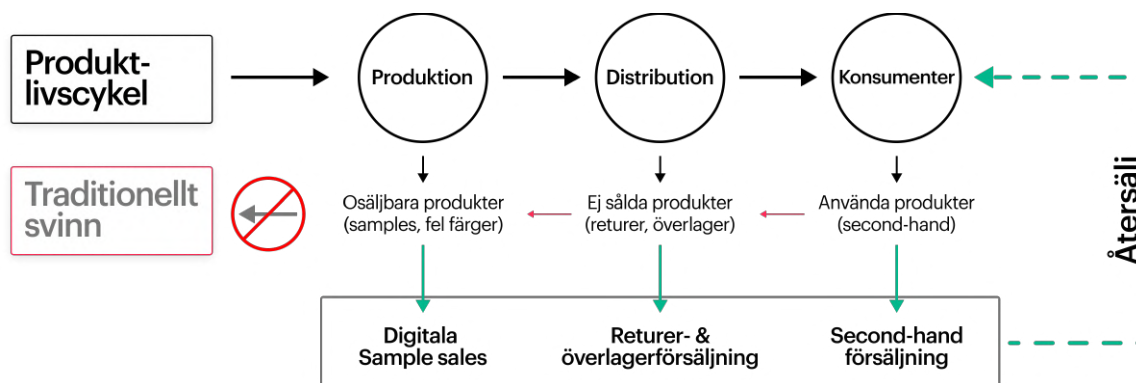 Produkt-
livscykel
Produktion
Distribution
Konsumenter
Traditionellt
svinn
Osäljbara produkter
(samples, fel färger)
Ej sålda produkter
(returer, överlager)
Använda produkter
(second-hand)
Återsälj
Digitala
Sample sales
Returer- &
överlagerförsäljning
Second-hand
försäljning